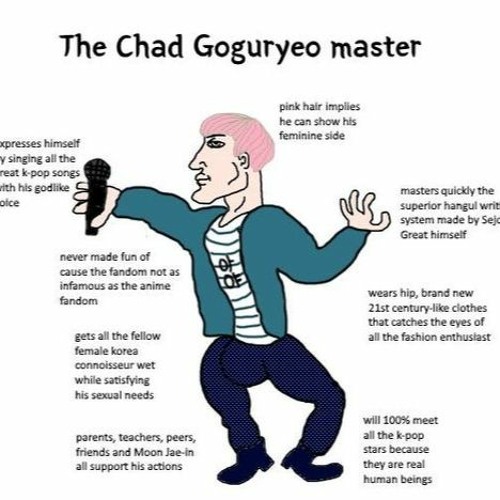 The Chad Goguryeo master
pink hair implies
he can show his
feminine side
xpresses himself
y singing all the
reat k-pop songs
ith his godlike
oice
masters quickly the
superior hangul writi
system made by Sejo
Great himself
never made fun of
cause the fandom not as
infamous as the anime
fandom
wears hip, brand new
21st century-like clothes
that catches the eyes of
all the fashion enthusiast
gets all the fellow
female korea
connoisseur wet
while satisfying
his sexual needs
parents, teachers, peers,
friends and Moon Jae-In
all support his actions
will 100% meet
all the k-pop
stars because
they are real
human beings